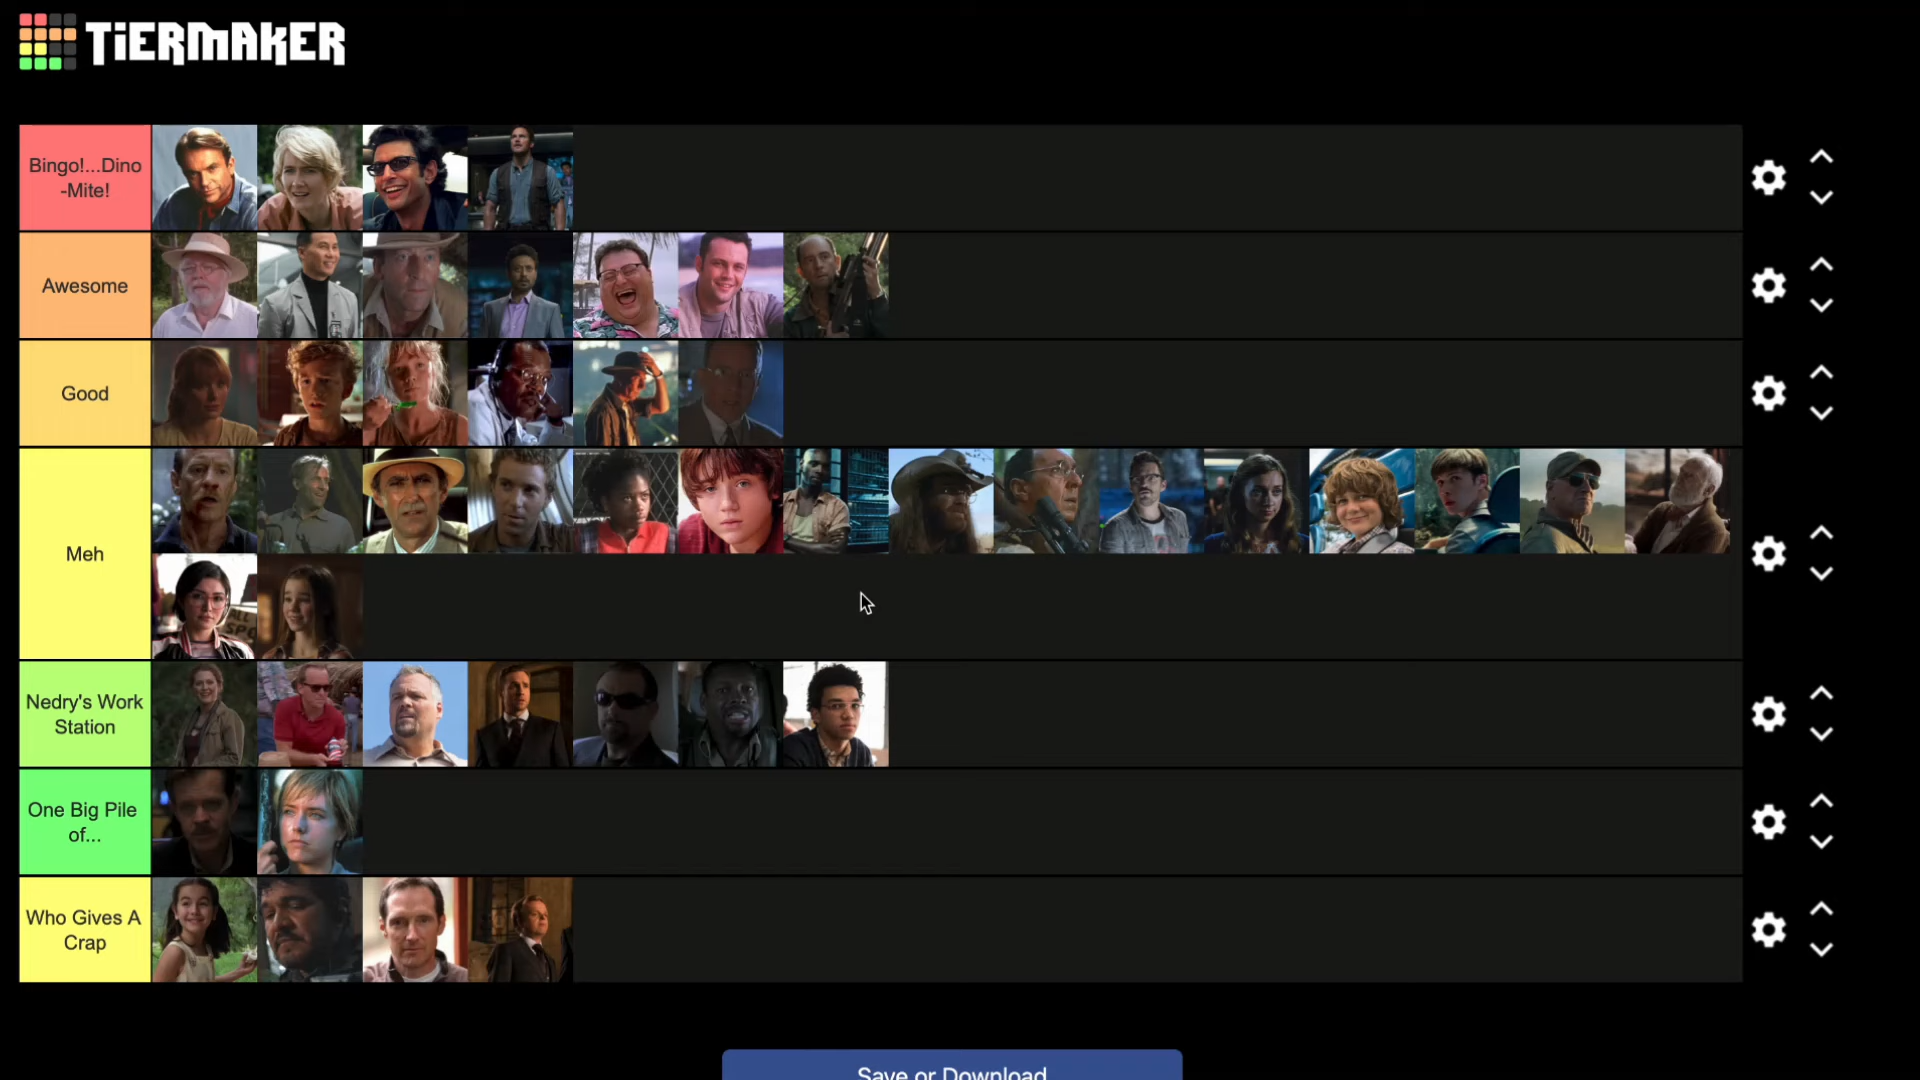 TiERMAKER
Bingo!...Dino
-Mite!
Awesome
Good
Meh
Nedry's Work
Station
One Big Pile
of...
Who Gives A
Crap
Save or Download